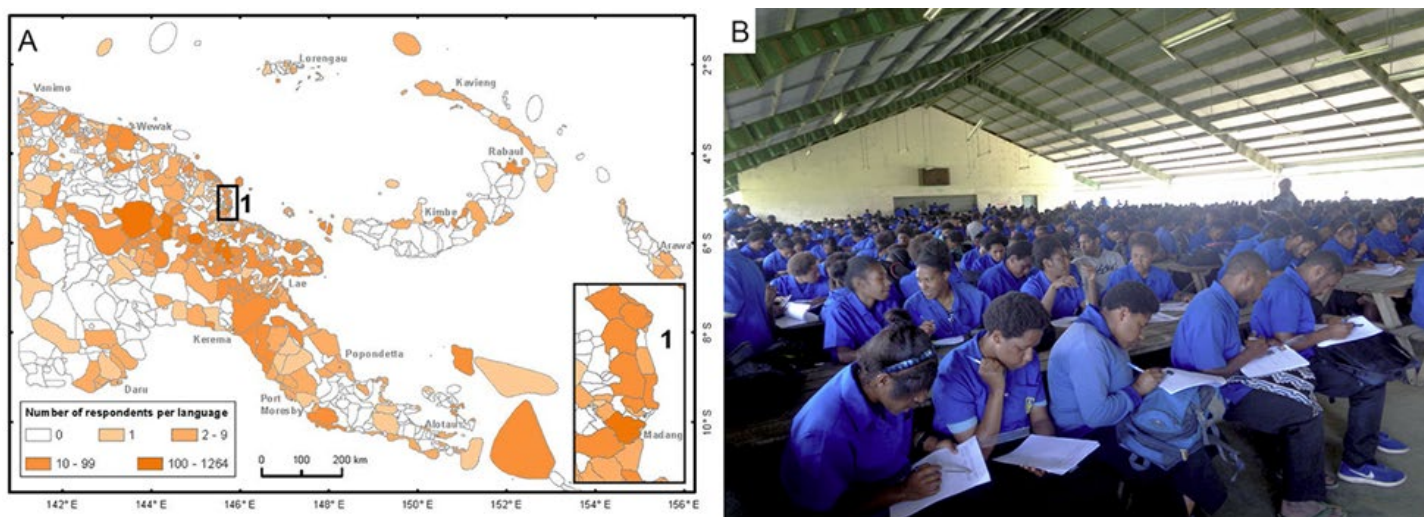 A
Lorengau
Vanimo
Kavieng
Wewak
Rabaul
1
Kimbe
Arawa
Lae
Kerema
Popondetta
1
Daru
Port
Moresby
Alotau
Madang
Number of respondents per language
0 1 2 - 9
10 - 99 100 - 1264
0 100 200 km
2° S
4° S
6° S
8° S
10° S
142° E 144° E 146° E 148° E 150° E 152° E 154° E 156° E
B